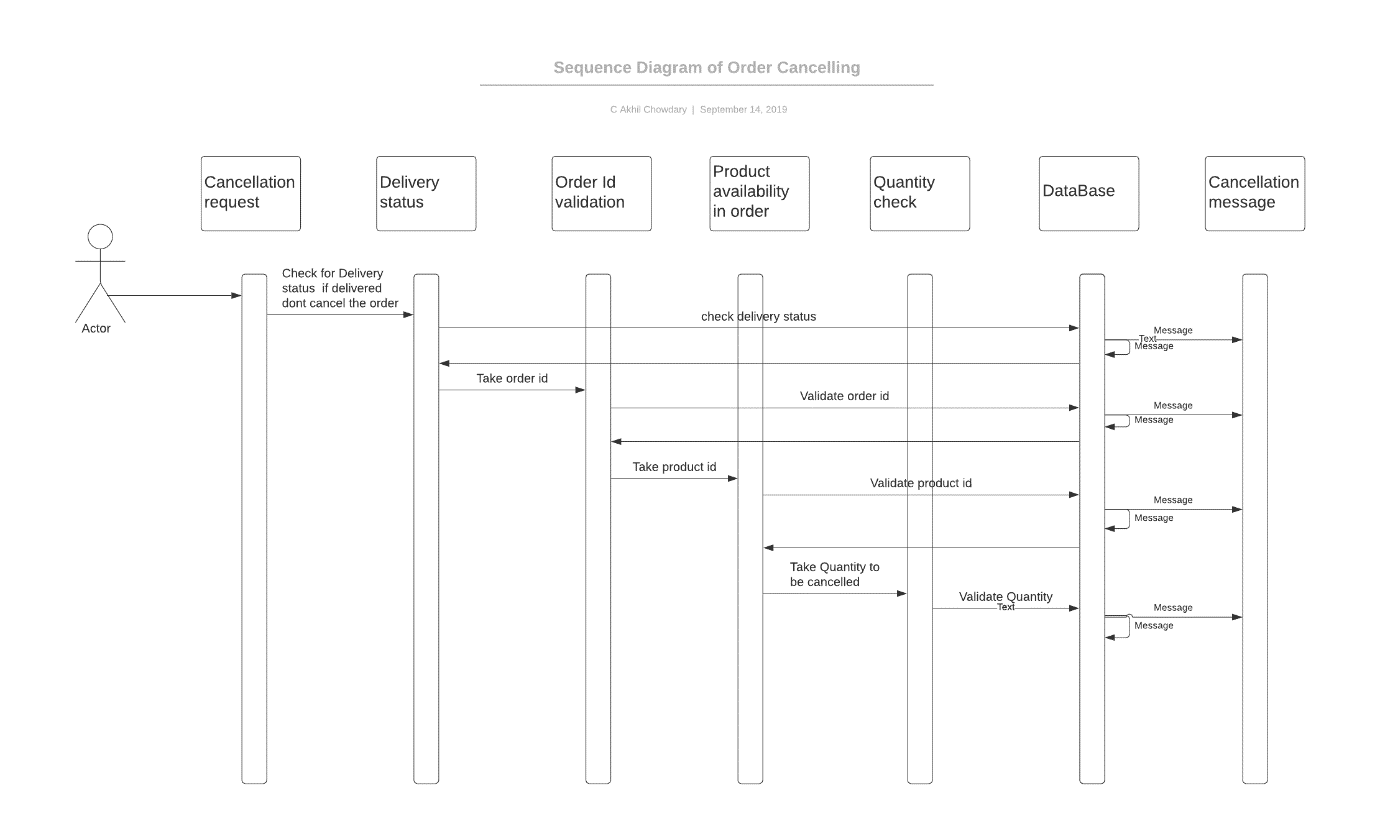 Sequence Diagram of Order Cancelling
C Akhil Chowdary | September 14, 2019
Cancellation
request
Delivery
status
Order Id
validation
Product
availability
in order
Quantity
check
DataBase
Cancellation
message
Actor
Check for Delivery
status if delivered
dont cancel the order
check delivery status
Message
Text
Message
Take order id
Validate order id
Message
Message
Take product id
Validate product id
Message
Message
Take Quantity to
be cancelled
Validate Quantity
Text
Message
Message